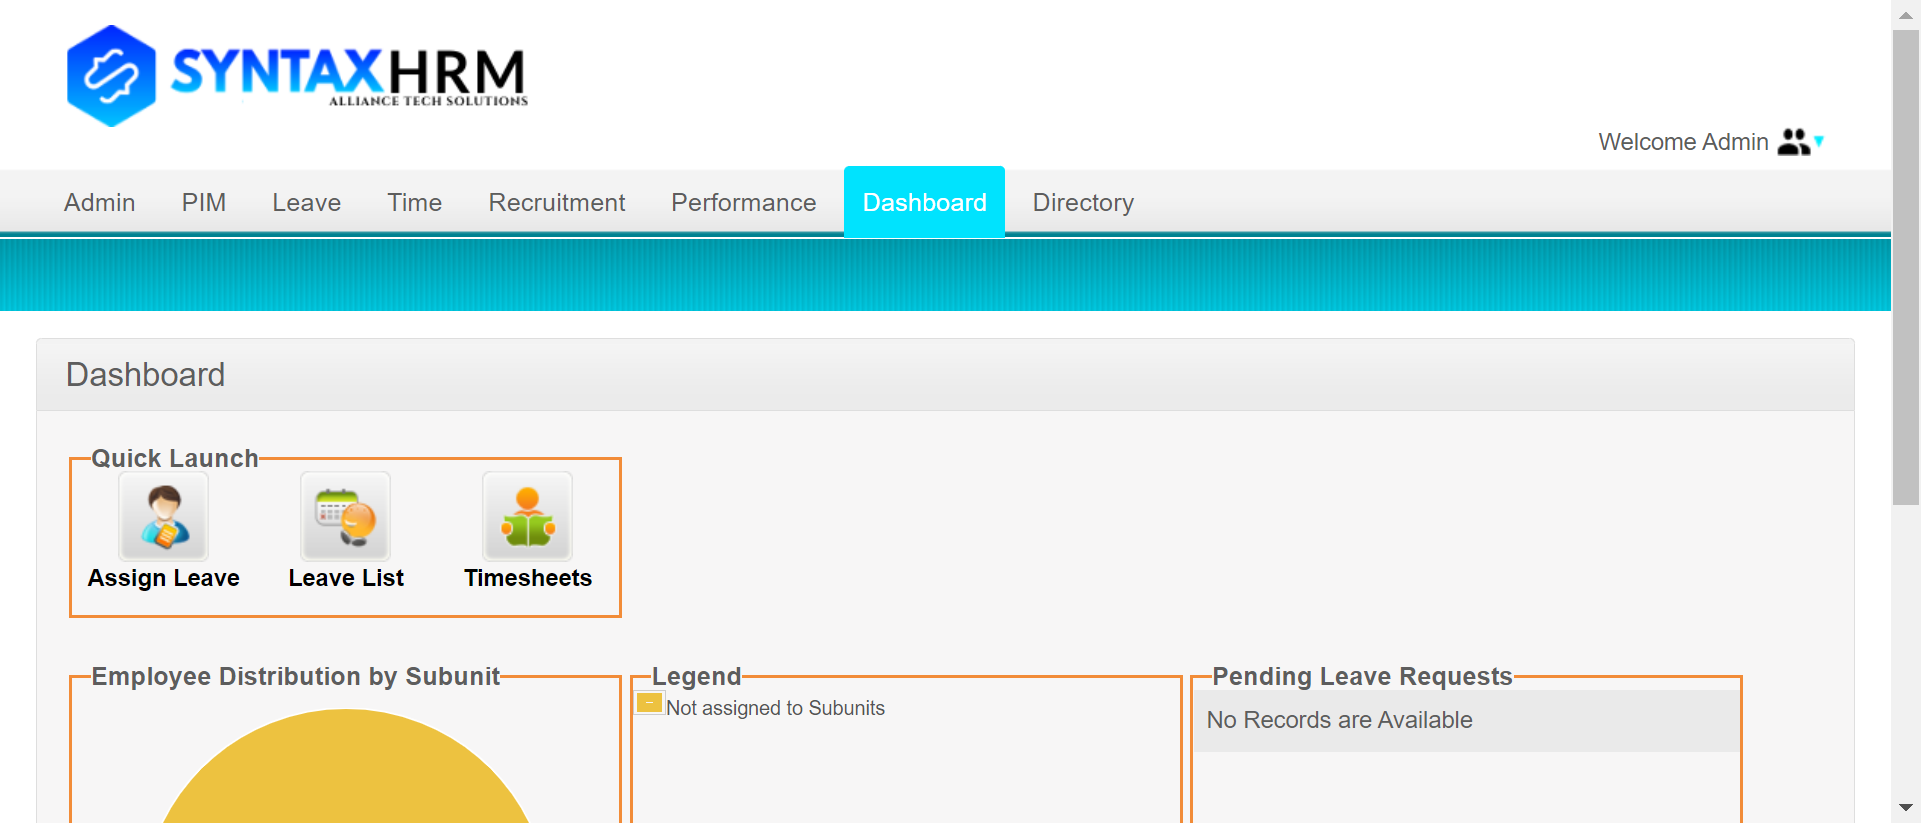 SYNTAXHRM
ALLIANCE TECH SOLUTIONS
Welcome Admin
Admin PIM Leave Time Recruitment Performance Dashboard Directory
Dashboard
Quick Launch
Assign Leave Leave List Timesheets
Employee Distribution by Subunit Legend Pending Leave Requests
Not assigned to Subunits
No Records are Available